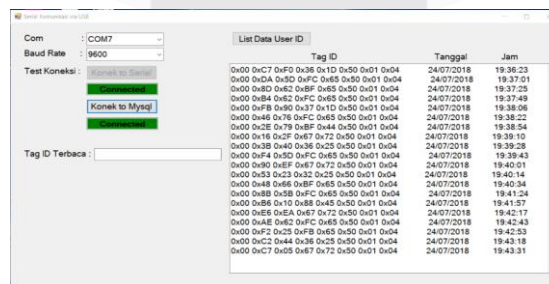 Serial Komunikasi via USB
Com : COM7
Baud Rate : 9600
Test Koneksi : Konek to Serial
Connected
Konek to Mysql
Connected
Tag ID Terbaca :
List Data User ID
Tag ID Tanggal Jam
0x00 0xC7 0xF0 0x36 0x1D 0x50 0x01 0x04 24/07/2018 19:36:23
0x00 0xDA 0x5D 0xFC 0x65 0x50 0x01 0x04 24/07/2018 19:37:01
0x00 0x8D 0x62 0xBF 0x65 0x50 0x01 0x04 24/07/2018 19:37:25
0x00 0xB4 0x62 0xFC 0x65 0x50 0x01 0x04 24/07/2018 19:37:49
0x00 0xFB 0x90 0x37 0x1D 0x50 0x01 0x04 24/07/2018 19:38:06
0x00 0x46 0x76 0xFC 0x65 0x50 0x01 0x04 24/07/2018 19:38:22
0x00 0x2E 0x79 0xBF 0x44 0x50 0x01 0x04 24/07/2018 19:38:54
0x00 0x16 0x2F 0x67 0x72 0x50 0x01 0x04 24/07/2018 19:39:10
0x00 0x3B 0x40 0x36 0x25 0x50 0x01 0x04 24/07/2018 19:39:28
0x00 0xF4 0x5D 0xFC 0x65 0x50 0x01 0x04 24/07/2018 19:39:43
0x00 0x90 0xEF 0x67 0x72 0x50 0x01 0x04 24/07/2018 19:40:01
0x00 0x53 0x23 0x32 0x25 0x50 0x01 0x04 24/07/2018 19:40:14
0x00 0x48 0x66 0xBF 0x65 0x50 0x01 0x04 24/07/2018 19:40:34
0x00 0x8B 0x5B 0xFC 0x65 0x50 0x01 0x04 24/07/2018 19:41:24
0x00 0xB6 0x10 0x88 0x45 0x50 0x01 0x04 24/07/2018 19:41:57
0x00 0xE6 0xEA 0x67 0x72 0x50 0x01 0x04 24/07/2018 19:42:17
0x00 0xAE 0x62 0xFC 0x65 0x50 0x01 0x04 24/07/2018 19:42:43
0x00 0xF2 0x25 0xFB 0x65 0x50 0x01 0x04 24/07/2018 19:42:53
0x00 0xC2 0x44 0x36 0x25 0x50 0x01 0x04 24/07/2018 19:43:18
0x00 0xC7 0x05 0x67 0x72 0x50 0x01 0x04 24/07/2018 19:43:31